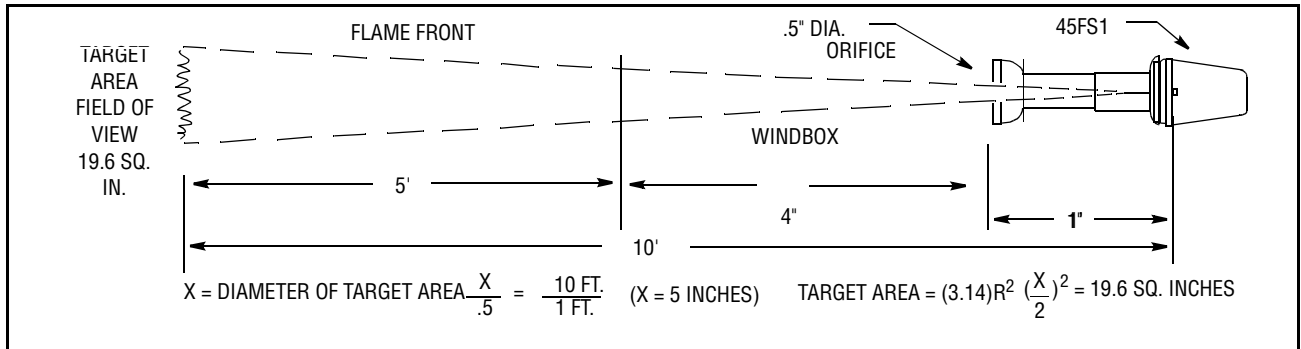 FLAME FRONT
.5" DIA.
ORIFICE
45FS1
TARGET
AREA
FIELD OF
VIEW
19.6 SQ.
IN.
WINDBOX
5'
4"
1"
10'
X = DIAMETER OF TARGET AREA X/.5 = 10 FT./1 FT. (X = 5 INCHES) TARGET AREA = (3.14)R² (X/2)² = 19.6 SQ. INCHES